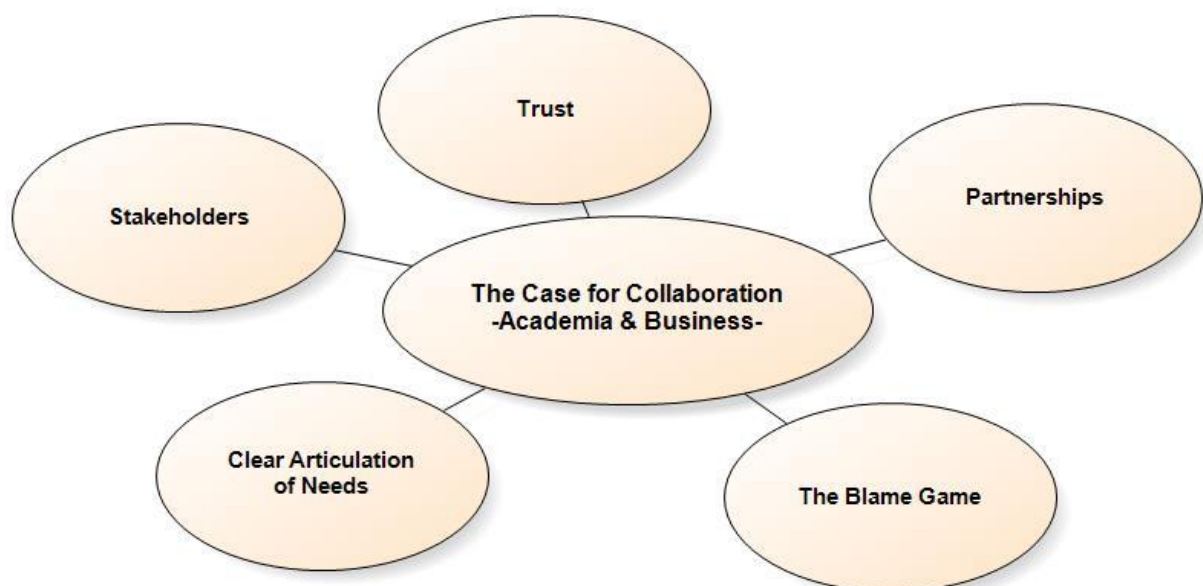 Trust
Stakeholders
Partnerships
The Case for Collaboration
-Academia & Business-
Clear Articulation
of Needs
The Blame Game